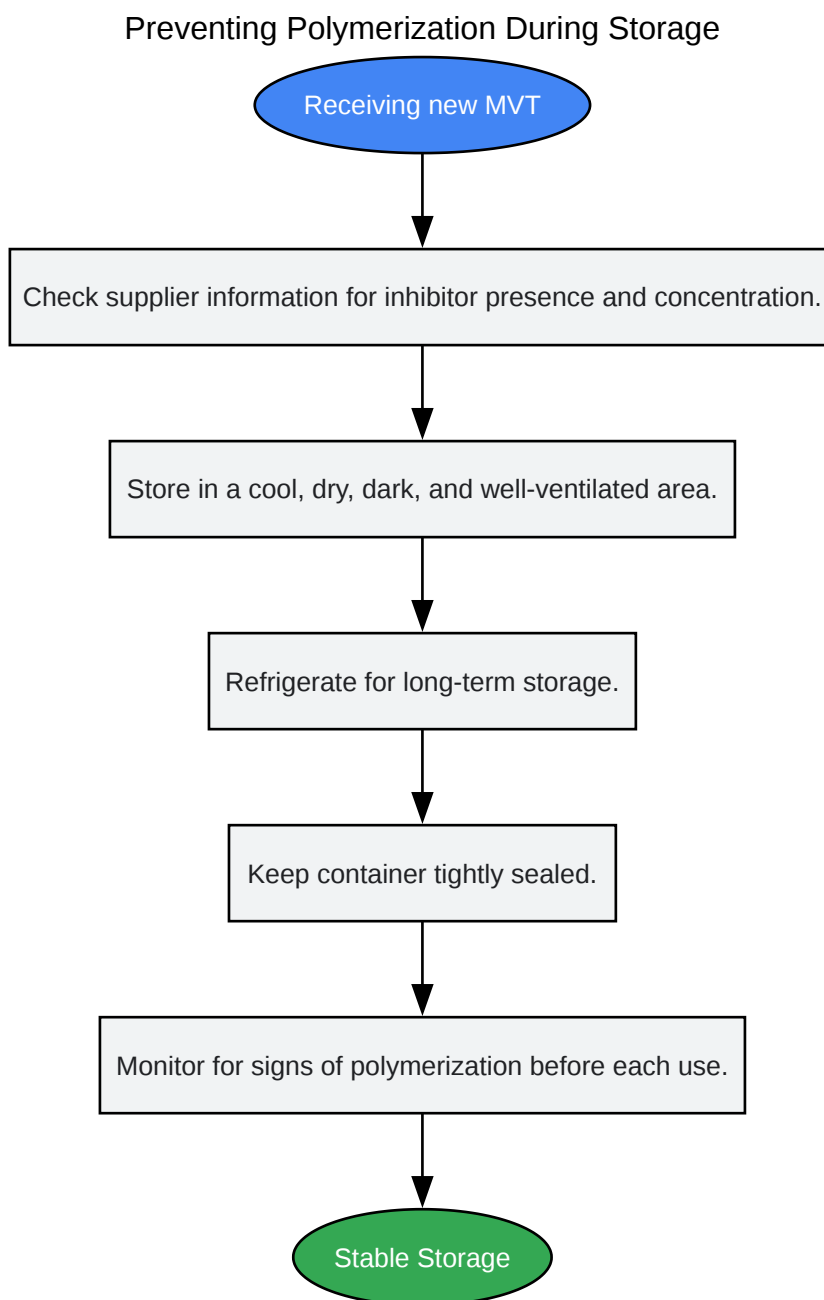 Preventing Polymerization During Storage
Receiving new MVT
Check supplier information for inhibitor presence and concentration.
Store in a cool, dry, dark, and well-ventilated area.
Refrigerate for long-term storage.
Keep container tightly sealed.
Monitor for signs of polymerization before each use.
Stable Storage